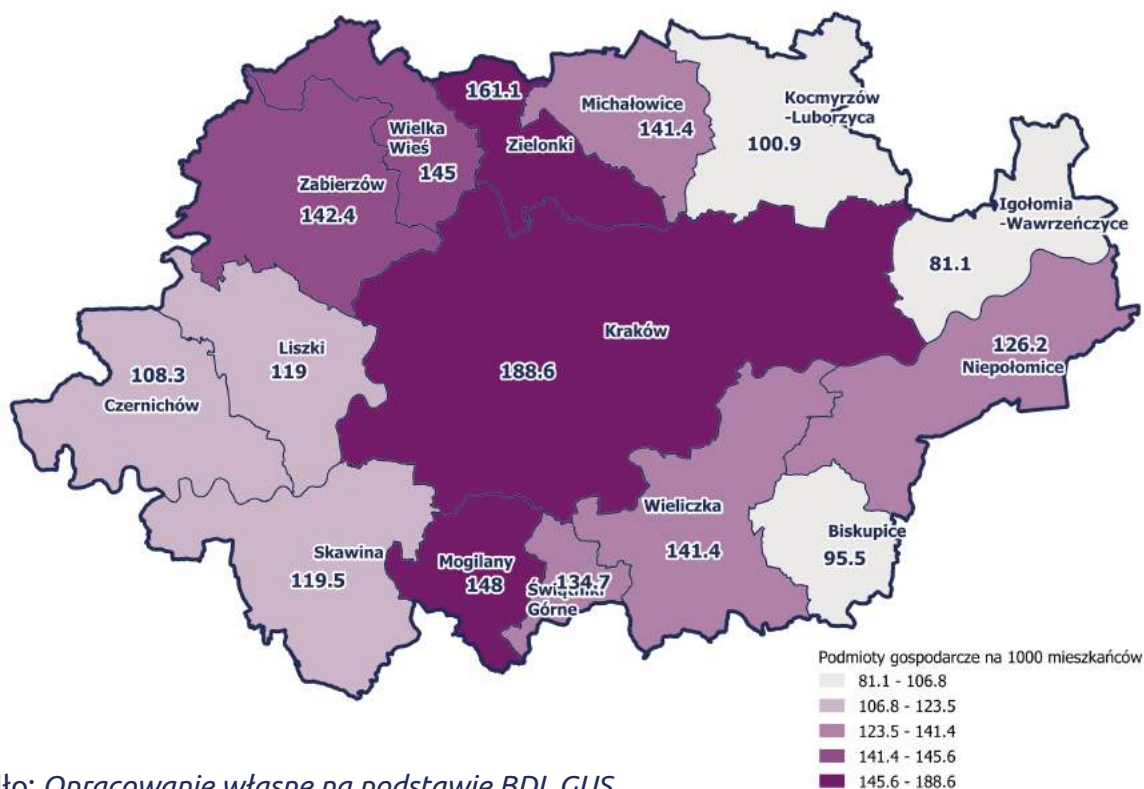 161.1
Zielonki
Michałowice
141.4
Kocmyrzów
-Luborzyca
100.9
Wielka
Wieś
145
Zabierzów
142.4
Igołomia
-Wawrzeńczyce
81.1
Kraków
188.6
126.2
Niepołomice
Liszki
119
108.3
Czernichów
Wieliczka
141.4
Biskupice
95.5
Skawina
119.5
Mogilany
148
134.7
Górne
Podmioty gospodarcze na 1000 mieszkańców
81.1 - 106.8
106.8 - 123.5
123.5 - 141.4
141.4 - 145.6
145.6 - 188.6
Opracowanie własne na podstawie BDL GUS